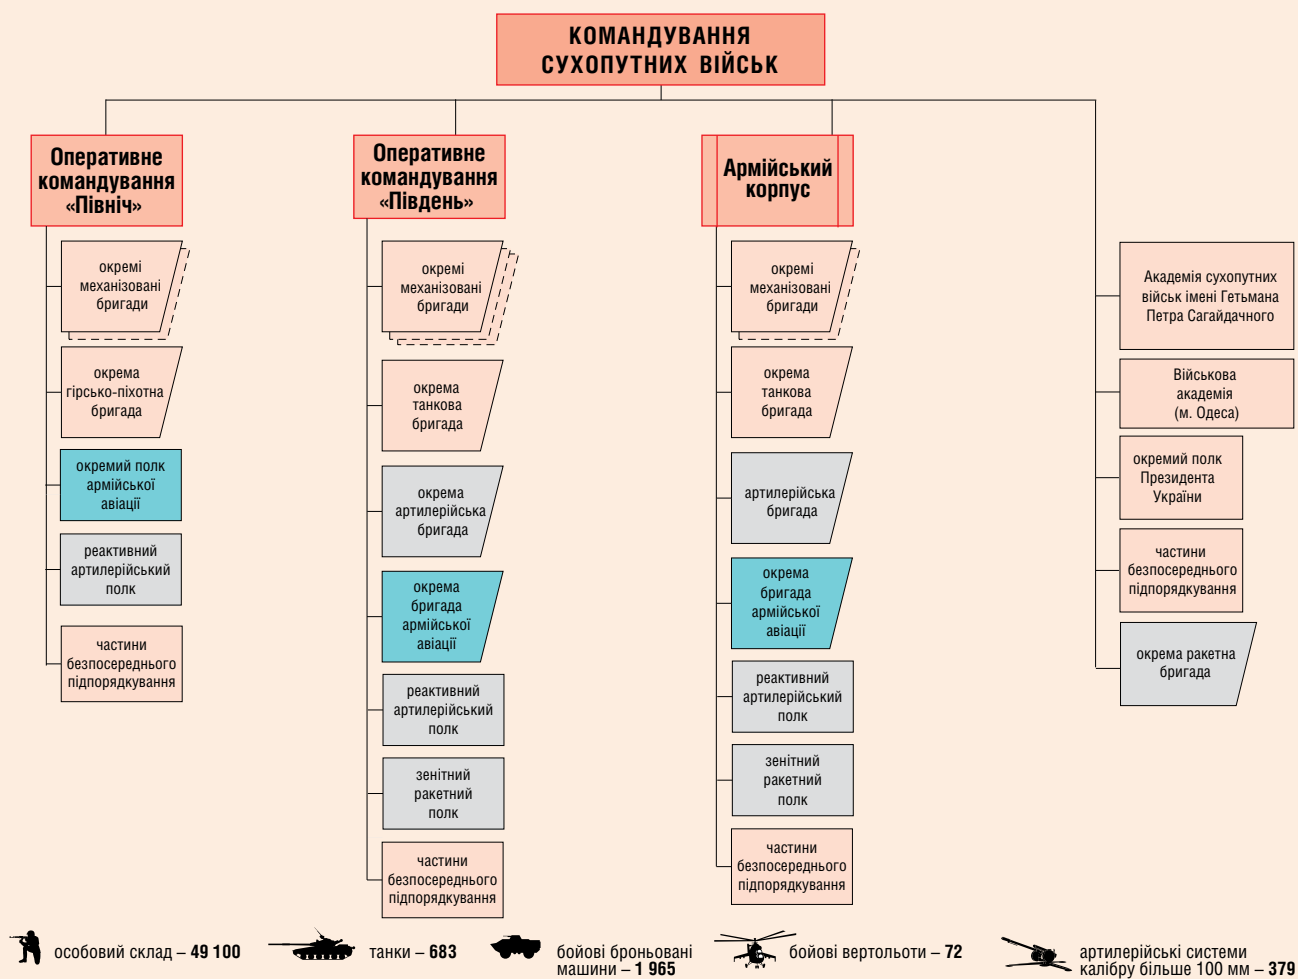 КОМАНДУВАННЯ
СУХОПУТНИХ ВІЙСЬК
Оперативне
командування
«Північ»
окремі
механізовані
бригади
окрема
гірсько-піхотна
бригада
окремий полк
армійської
авіації
реактивний
артилерійський
полк
частини
безпосереднього
підпорядкування
Оперативне
командування
«Південь»
окремі
механізовані
бригади
окрема
танкова
бригада
окрема
артилерійська
бригада
окрема
бригада
армійської
авіації
реактивний
артилерійський
полк
зенітний
ракетний
полк
частини
безпосереднього
підпорядкування
Армійський
корпус
окремі
механізовані
бригади
окрема
танкова
бригада
артилерійська
бригада
окрема
бригада
армійської
авіації
реактивний
артилерійський
полк
зенітний
ракетний
полк
частини
безпосереднього
підпорядкування
Академія сухопутних
військ імені Гетьмана
Петра Сагайдачного
Військова
академія
(м. Одеса)
окремий полк
Президента
України
частини
безпосереднього
підпорядкування
окрема ракетна
бригада
особовий склад – 49 100
танки – 683
бойові броньовані
машини – 1 965
бойові вертольоти – 72
артилерійські системи
калібру більше 100 мм – 379